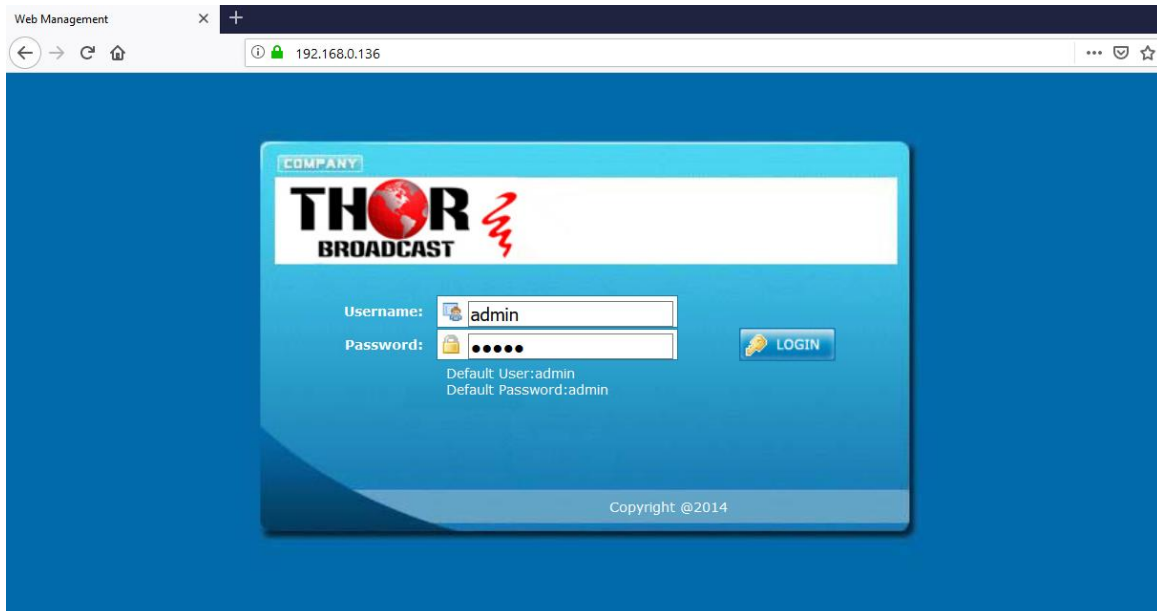 Web Management
192.168.0.136
COMPANY
THOR
BROADCAST
Username: admin
Password: •••••
LOGIN
Default User:admin
Default Password:admin
Copyright @2014